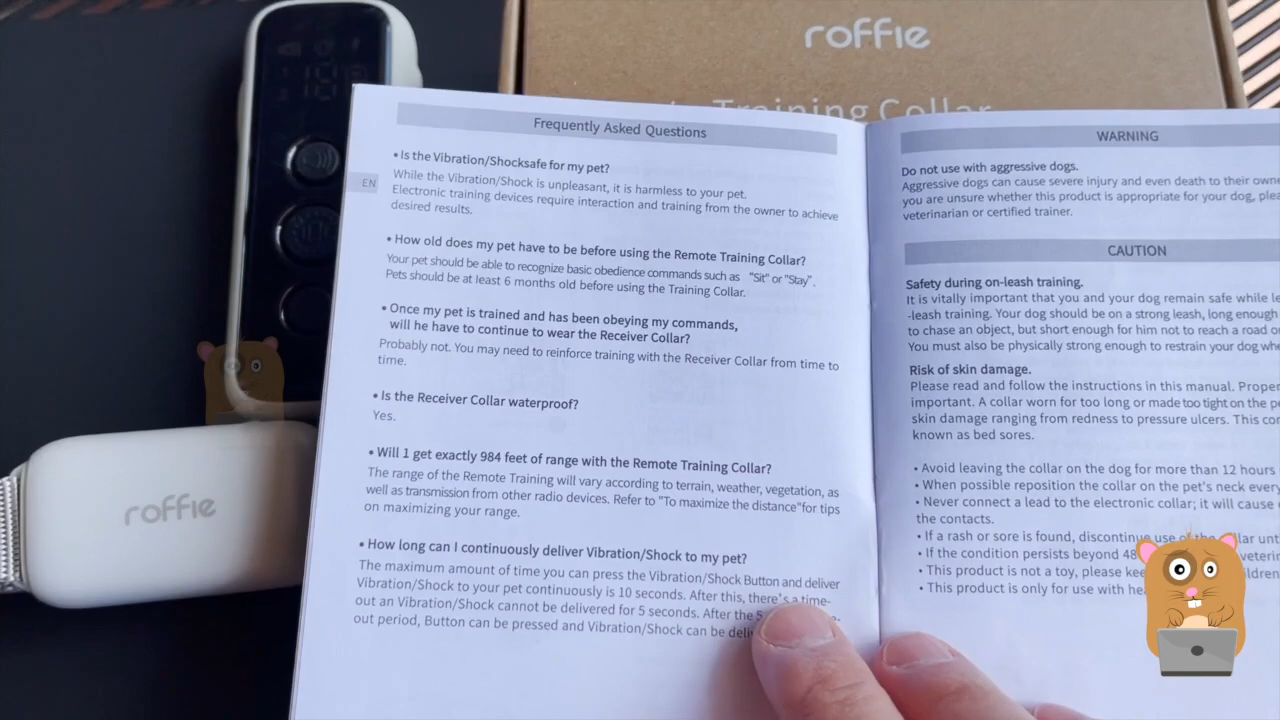 roffie
Training Collar
Frequently Asked Questions
• Is the Vibration/Shocksafe for my pet?
EN
While the Vibration/Shock is unpleasant, it is harmless to your pet.
Electronic training devices require interaction and training from the owner to achieve
desired results.
• How old does my pet have to be before using the Remote Training Collar?
Your pet should be able to recognize basic obedience commands such as "Sit" or "Stay".
Pets should be at least 6 months old before using the Training Collar.
• Once my pet is trained and has been obeying my commands,
will he have to continue to wear the Receiver Collar?
Probably not. You may need to reinforce training with the Receiver Collar from time to
time.
• Is the Receiver Collar waterproof?
Yes.
• Will 1 get exactly 984 feet of range with the Remote Training Collar?
The range of the Remote Training will vary according to terrain, weather, vegetation, as
well as transmission from other radio devices. Refer to "To maximize the distance"for tips
on maximizing your range.
• How long can I continuously deliver Vibration/Shock to my pet?
The maximum amount of time you can press the Vibration/Shock Button and deliver
Vibration/Shock to your pet continuously is 10 seconds. After this, there's a time-
out an Vibration/Shock cannot be delivered for 5 seconds. After the 5
out period, Button can be pressed and Vibration/Shock can be
WARNING
Do not use with aggressive dogs.
Aggressive dogs can cause severe injury and even death to their
you are unsure whether this product is appropriate for your dog,
veterinarian or certified trainer.
CAUTION
Safety during on-leash training.
It is vitally important that you and your dog remain safe while
-leash training. Your dog should be on a strong leash, long enough
to chase an object, but short enough for him not to reach a road
You must also be physically strong enough to restrain your dog
Risk of skin damage.
Please read and follow the instructions in this manual.
important. A collar worn for too long or made too tight on the
skin damage ranging from redness to pressure ulcers. This
known as bed sores.
• Avoid leaving the collar on the dog for more than 12 hours
• When possible reposition the collar on the pet's neck
• Never connect a lead to the electronic collar; it will cause
the contacts.
• If a rash or sore is found, discontinue use of the
• If the condition persists beyond 48
• This product is not a toy, please
• This product is only for use with
roffie